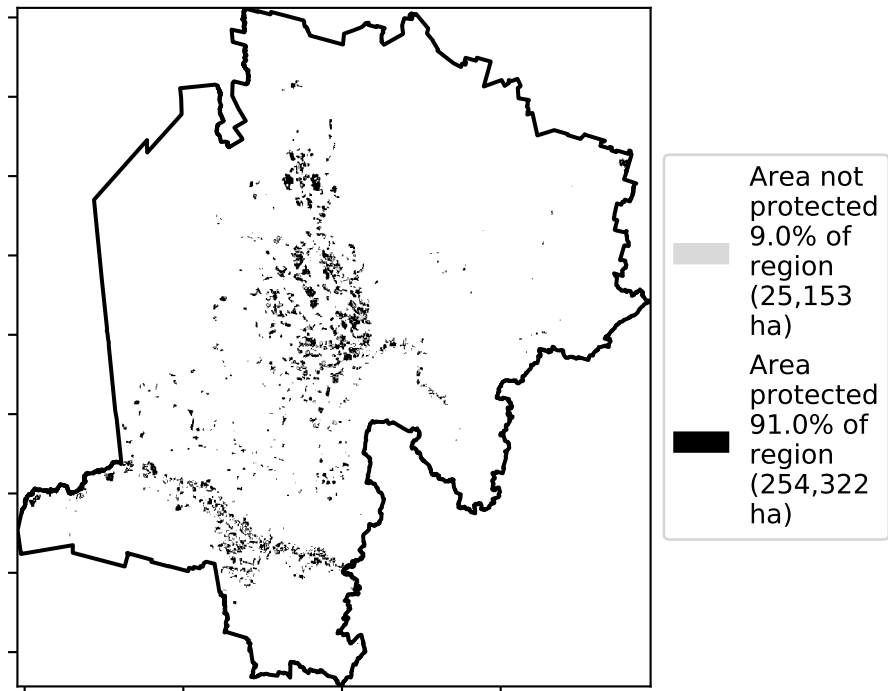 Area not
protected
9.0% of
region
(25,153
ha)
Area
protected
91.0% of
region
(254,322
ha)